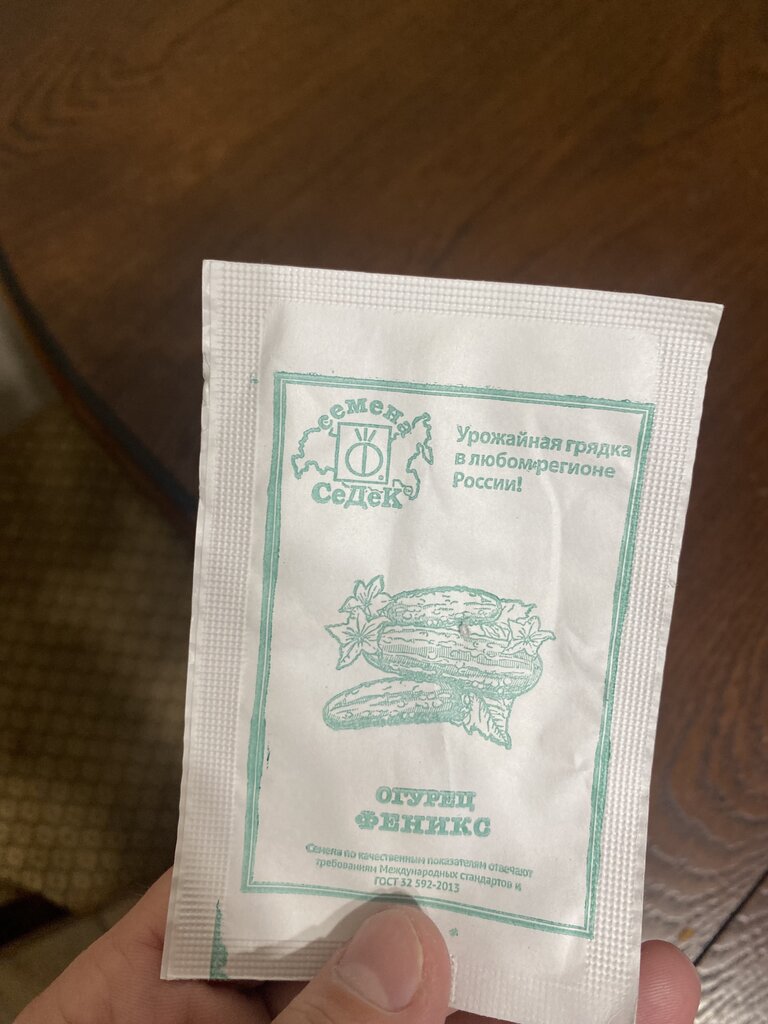 семена
СеДеК®
Урожайная грядка
в любом регионе
России!
ОГУРЕЦ
ФЕНИКС
Семена по качественным показателям отвечают
требованиям Международных стандартов и
ГОСТ 32 592-2013